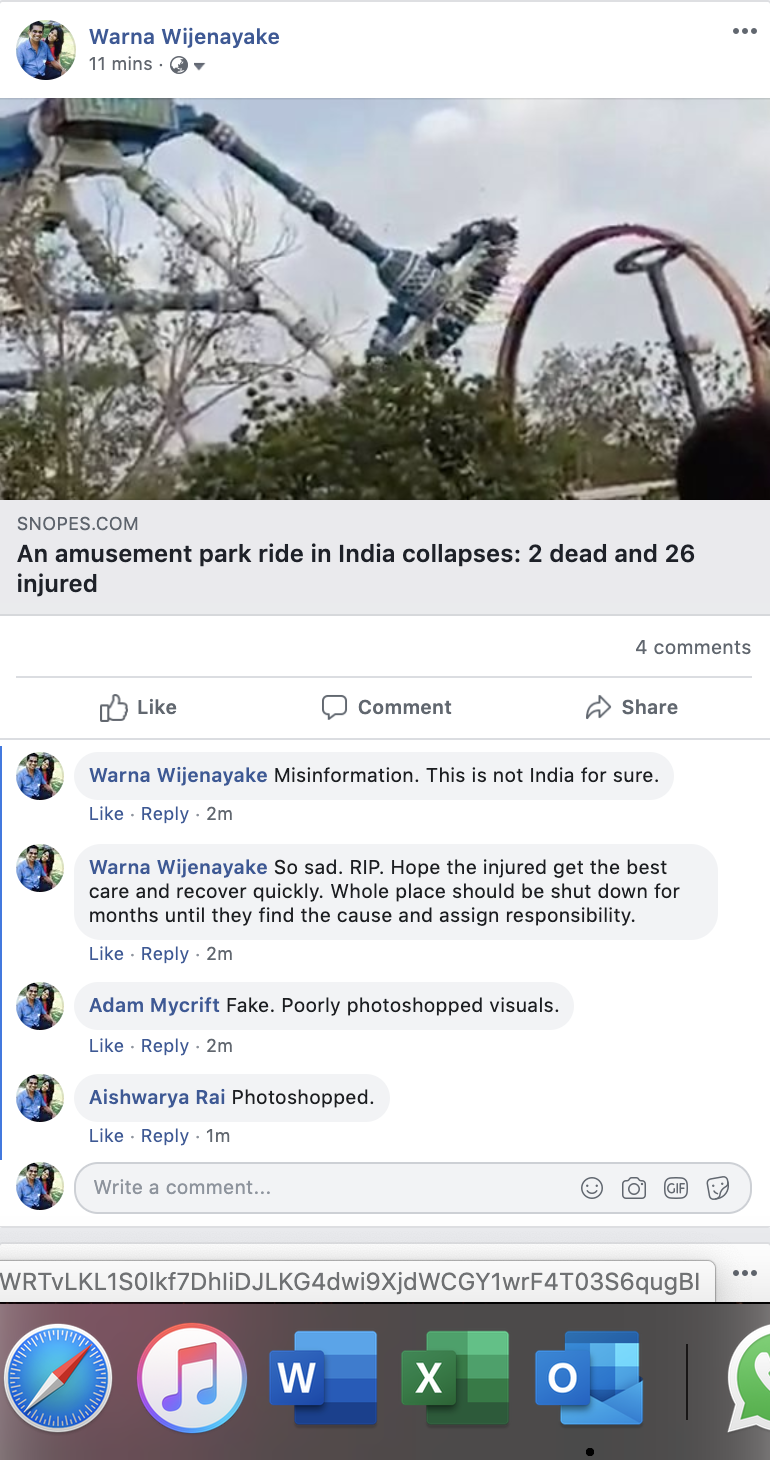 Warna Wijenayake
11 mins ·
SNOPES.COM
An amusement park ride in India collapses: 2 dead and 26
injured
4 comments
Like Comment Share
Warna Wijenayake Misinformation. This is not India for sure.
Like · Reply · 2m
Warna Wijenayake So sad. RIP. Hope the injured get the best
care and recover quickly. Whole place should be shut down for
months until they find the cause and assign responsibility.
Like · Reply · 2m
Adam Mycrift Fake. Poorly photoshopped visuals.
Like · Reply · 2m
Aishwarya Rai Photoshopped.
Like · Reply · 1m
Write a comment...
GIF
W X O